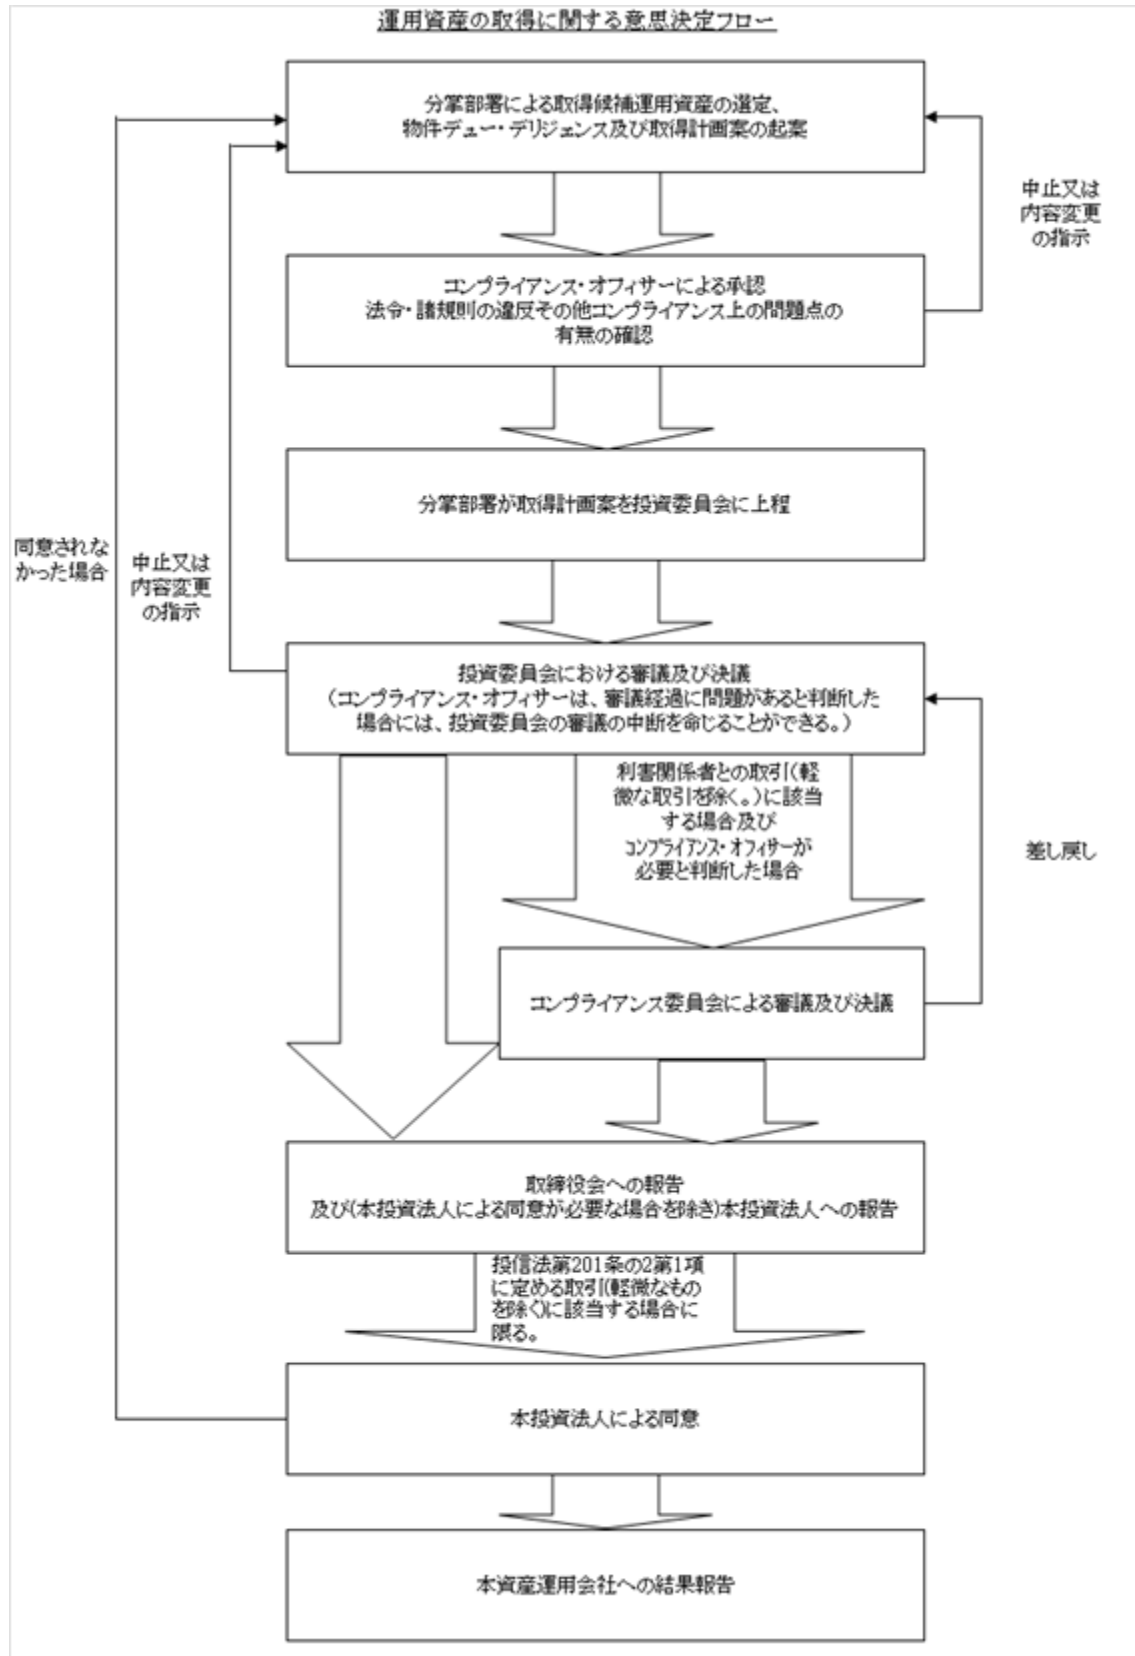 運用資産の取得に関する意思決定フロー
分掌部署による取得候補運用資産の選定、
物件デュー・デリジェンス及び取得計画案の起案
中止又は
内容変更
の指示
コンプライアンス・オフィサーによる承認
法令・諸規則の違反その他コンプライアンス上の問題点の
有無の確認
分掌部署が取得計画案を投資委員会に上程
同意されな
かった場合
中止又は
内容変更
の指示
投資委員会における審議及び決議
（コンプライアンス・オフィサーは、審議経過に問題があると判断した
場合には、投資委員会の審議の中断を命じることができる。）
利害関係者との取引（軽
微な取引を除く。）に該当
する場合及び
コンプライアンス・オフィサーが
必要と判断した場合
差し戻し
コンプライアンス委員会による審議及び決議
取締役会への報告
及び(本投資法人による同意が必要な場合を除き)本投資法人への報告
投信法第201条の2第1項
に定める取引(軽微なもの
を除く)に該当する場合に
限る。
本投資法人による同意
本資産運用会社への結果報告